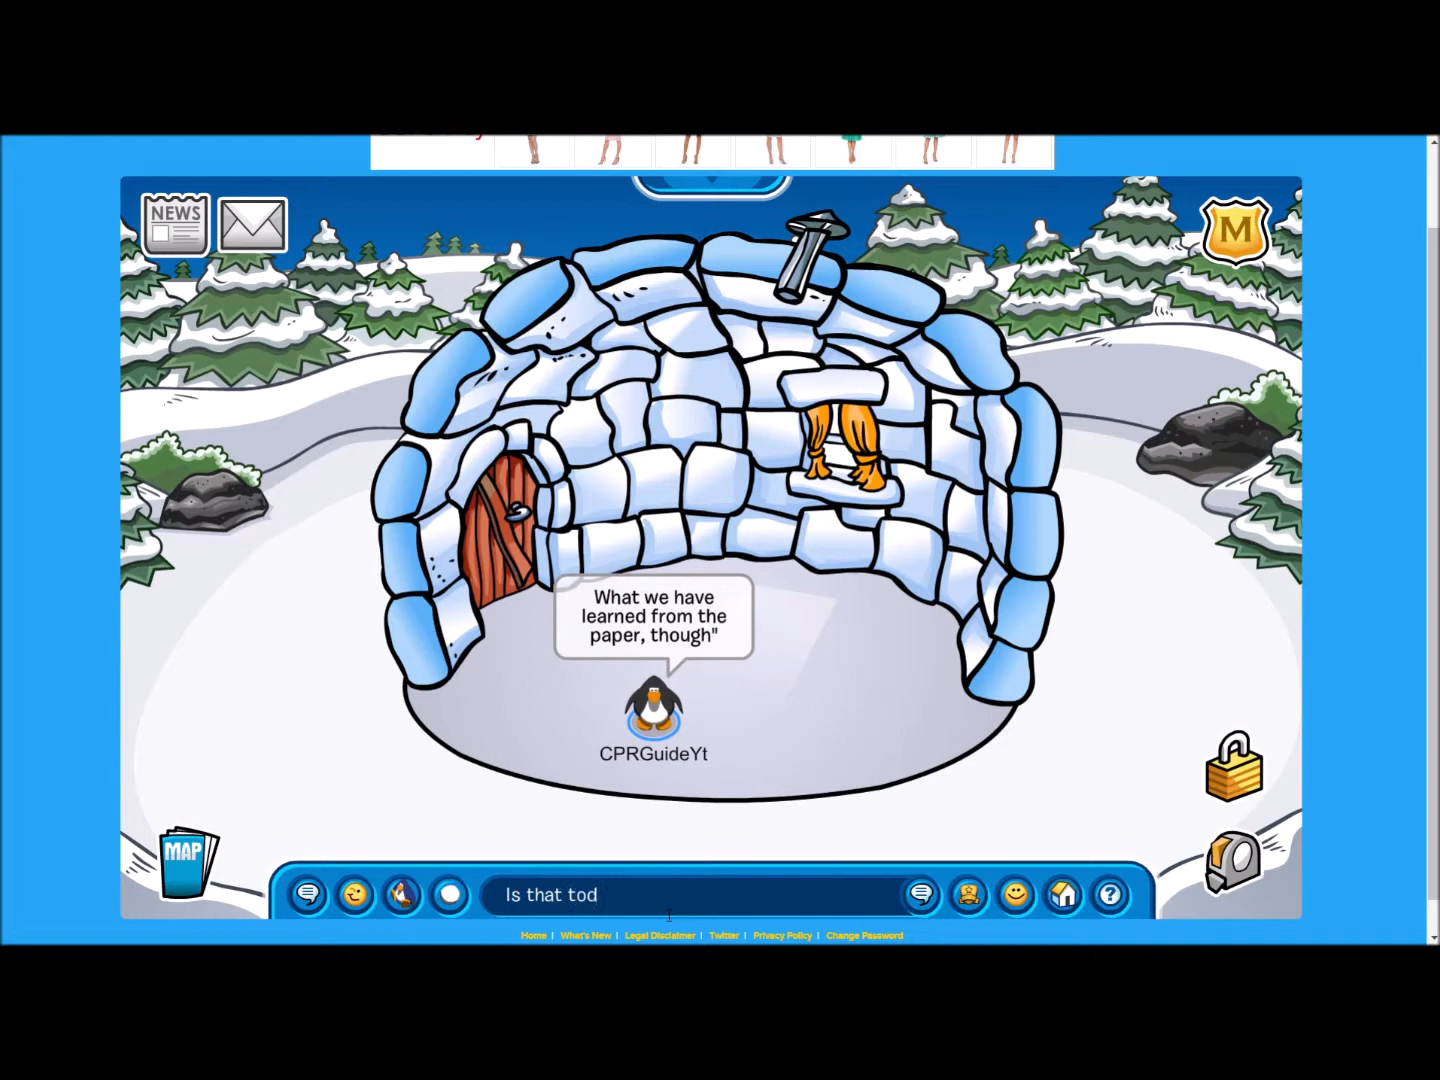 NEWS
M
What we have
learned from the
paper, though"
CPRGuideYt
MAP
Is that tod
Home | What's New | Legal Disclaimer | Twitter | Privacy Policy | Change Password